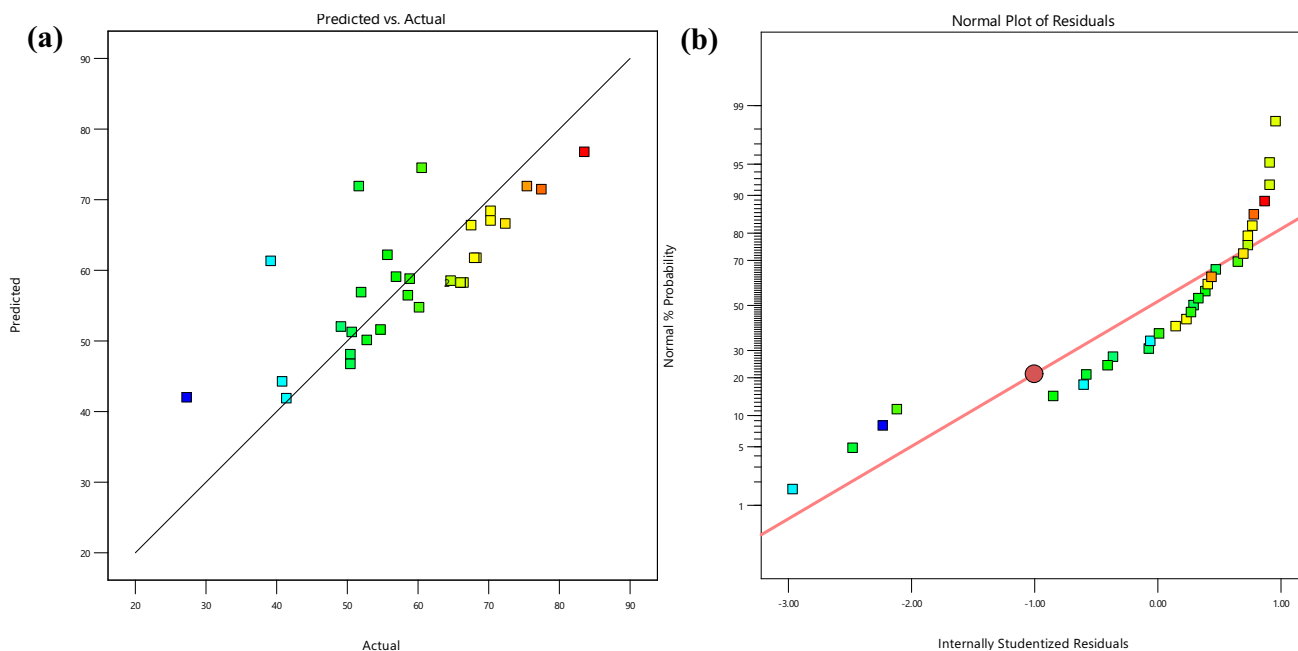 (a)
Predicted vs. Actual
Predicted
90
80
70
60
50
40
30
20
2
20 30 40 50 60 70 80 90
Actual
(b)
Normal Plot of Residuals
Normal % Probability
99
95
90
80
70
50
30
20
10
5
1
-3.00 -2.00 -1.00 0.00 1.00
Internally Studentized Residuals